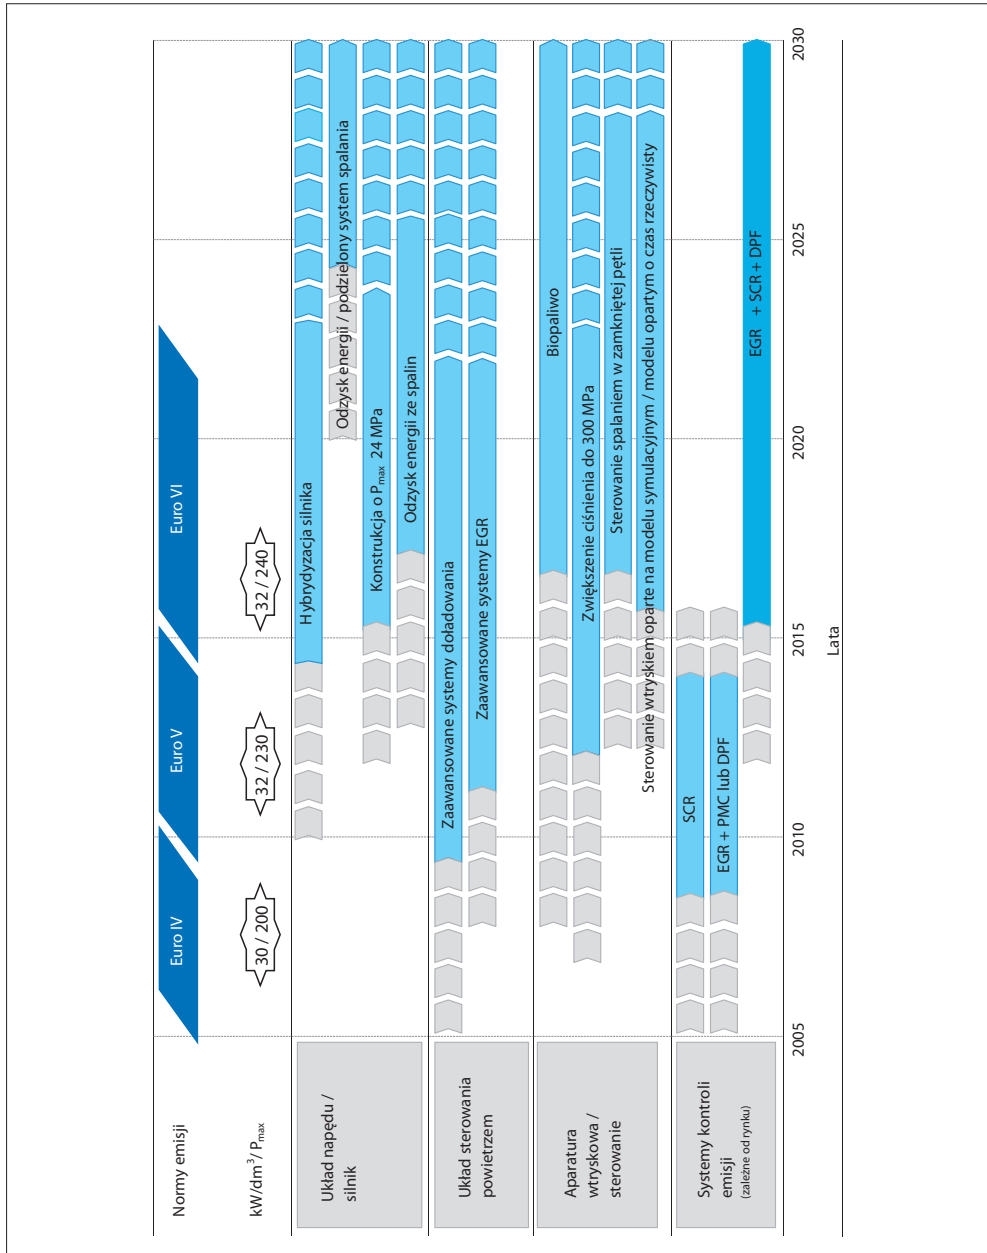 Normy emisji
Euro IV
Euro V
Euro VI
kW/dm³/ Pmax
30 / 200
32 / 230
32 / 240
Układ napędu /
silnik
Hybrydyzacja silnika
Odzysk energii / podzielony system spalania
Konstrukcja o Pmax 24 MPa
Odzysk energii ze spalin
Układ sterowania
powietrzem
Zaawansowane systemy doładowania
Zaawansowane systemy EGR
Aparatura
wtryskowa /
sterowanie
Biopaliwo
Zwiększenie ciśnienia do 300 MPa
Sterowanie spalaniem w zamkniętej pętli
Sterowanie wtryskiem oparte na modelu symulacyjnym / modelu opartym o czas rzeczywisty
Systemy kontroli
emisji
(zależne od rynku)
SCR
EGR + PMC lub DPF
EGR + SCR + DPF
2005
2010
2015
2020
2025
2030
Lata